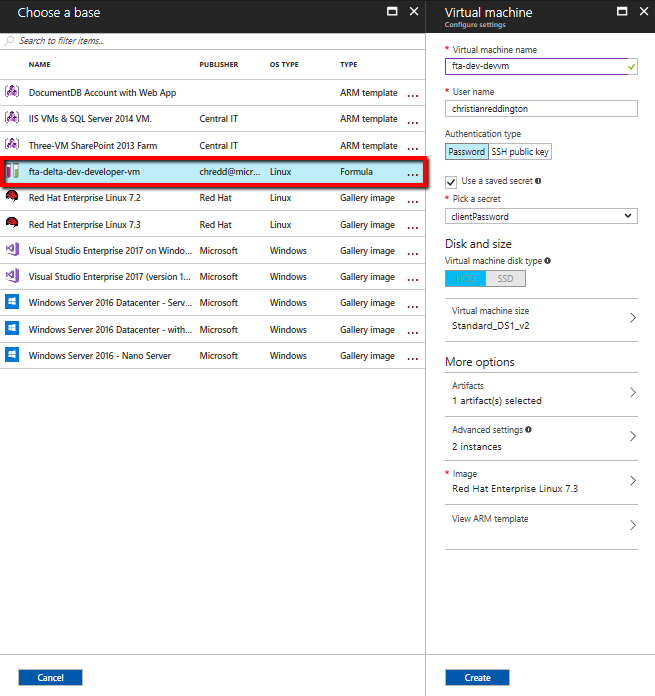 Choose a base
Search to filter items...
NAME PUBLISHER OS TYPE TYPE
DocumentDB Account with Web App ARM template ...
IIS VMs & SQL Server 2014 VM. Central IT ARM template ...
Three-VM SharePoint 2013 Farm Central IT ARM template ...
fta-delta-dev-developer-vm chredd@micr... Linux Formula ...
Red Hat Enterprise Linux 7.2 Red Hat Linux Gallery image ...
Red Hat Enterprise Linux 7.3 Red Hat Linux Gallery image ...
Visual Studio Enterprise 2017 on Windo... Microsoft Windows Gallery image ...
Visual Studio Enterprise 2017 (version 1... Microsoft Windows Gallery image ...
Windows Server 2016 Datacenter - Serv... Microsoft Windows Gallery image ...
Windows Server 2016 Datacenter - with... Microsoft Windows Gallery image ...
Windows Server 2016 - Nano Server Microsoft Windows Gallery image ...
Cancel
Virtual machine
Configure settings
* Virtual machine name
fta-dev-devvm
* User name
christianreddington
Authentication type
Password SSH public key
Use a saved secret
* Pick a secret
clientPassword
Disk and size
Virtual machine disk type
HDD SSD
Virtual machine size
Standard_DS1_v2
More options
Artifacts
1 artifact(s) selected
Advanced settings
2 instances
* Image
Red Hat Enterprise Linux 7.3
View ARM template
Create